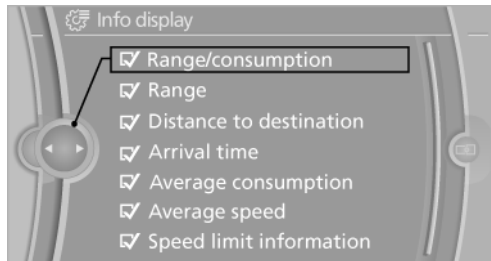 Info display
Range/consumption
Range
Distance to destination
Arrival time
Average consumption
Average speed
Speed limit information